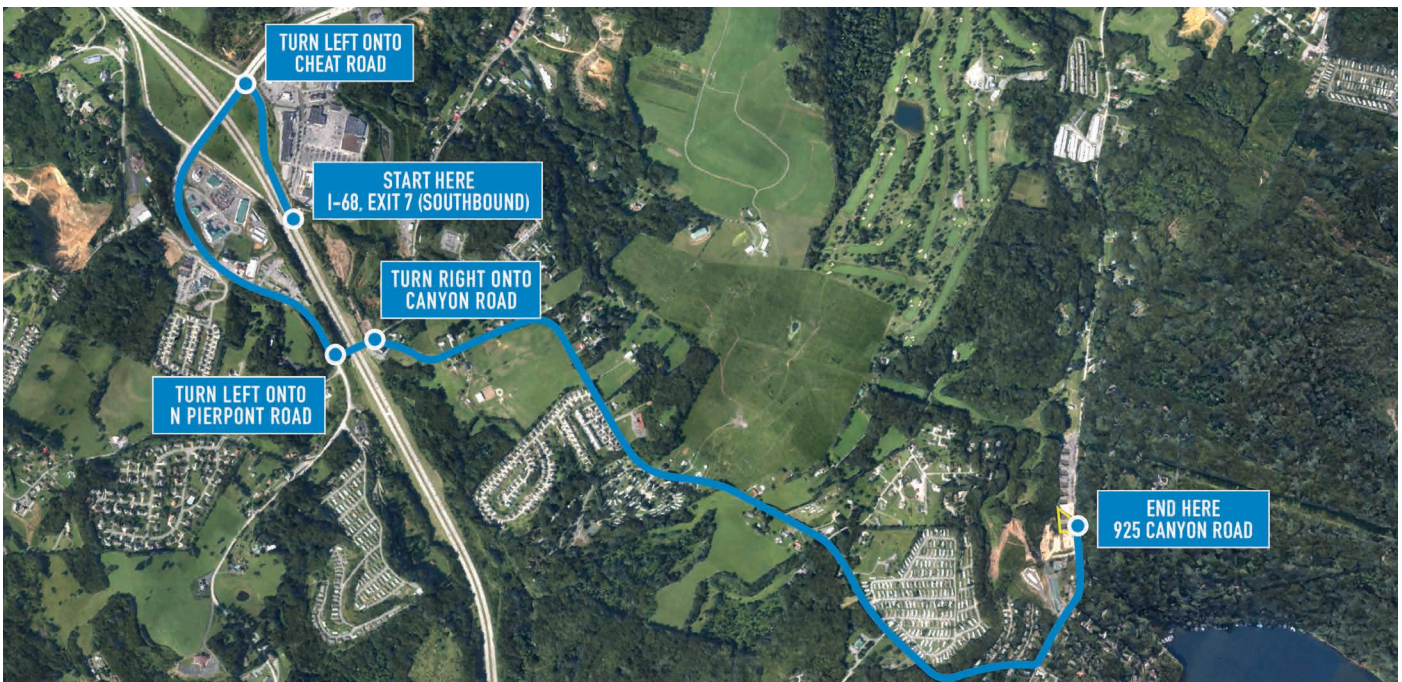 TURN LEFT ONTO
CHEAT ROAD
START HERE
I-68, EXIT 7 (SOUTHBOUND)
TURN RIGHT ONTO
CANYON ROAD
TURN LEFT ONTO
N PIERPONT ROAD
END HERE
925 CANYON ROAD